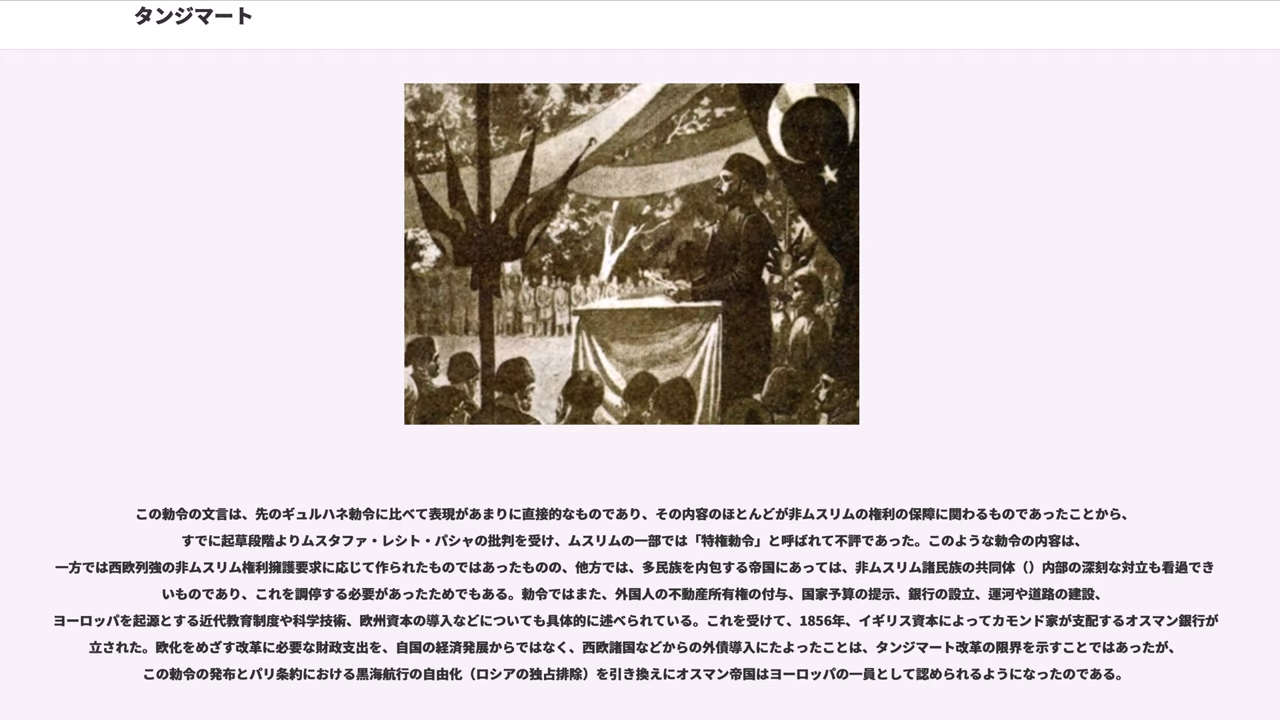 タンジマート
この勅令の文言は、先のギュルハネ勅令に比べて表現があまりに直接的なものであり、その内容のほとんどが非ムスリムの権利の保障に関わるものであったことから、
すでに起草段階よりムスタファ・レシト・パシャの批判を受け、ムスリムの一部では「特権勅令」と呼ばれて不評であった。このような勅令の内容は、
一方では西欧列強の非ムスリム権利擁護要求に応じて作られたものではあったものの、他方では、多民族を内包する帝国にあっては、非ムスリム諸民族の共同体（）内部の深刻な対立も看過でき
いものであり、これを調停する必要があったためでもある。勅令ではまた、外国人の不動産所有権の付与、国家予算の提示、銀行の設立、運河や道路の建設、
ヨーロッパを起源とする近代教育制度や科学技術、欧州資本の導入などについても具体的に述べられている。これを受けて、1856年、イギリス資本によってカモンド家が支配するオスマン銀行が
立された。欧化をめざす改革に必要な財政支出を、自国の経済発展からではなく、西欧諸国などからの外債導入にたよったことは、タンジマート改革の限界を示すことではあったが、
この勅令の発布とパリ条約における黒海航行の自由化（ロシアの独占排除）を引き換えにオスマン帝国はヨーロッパの一員として認められるようになったのである。